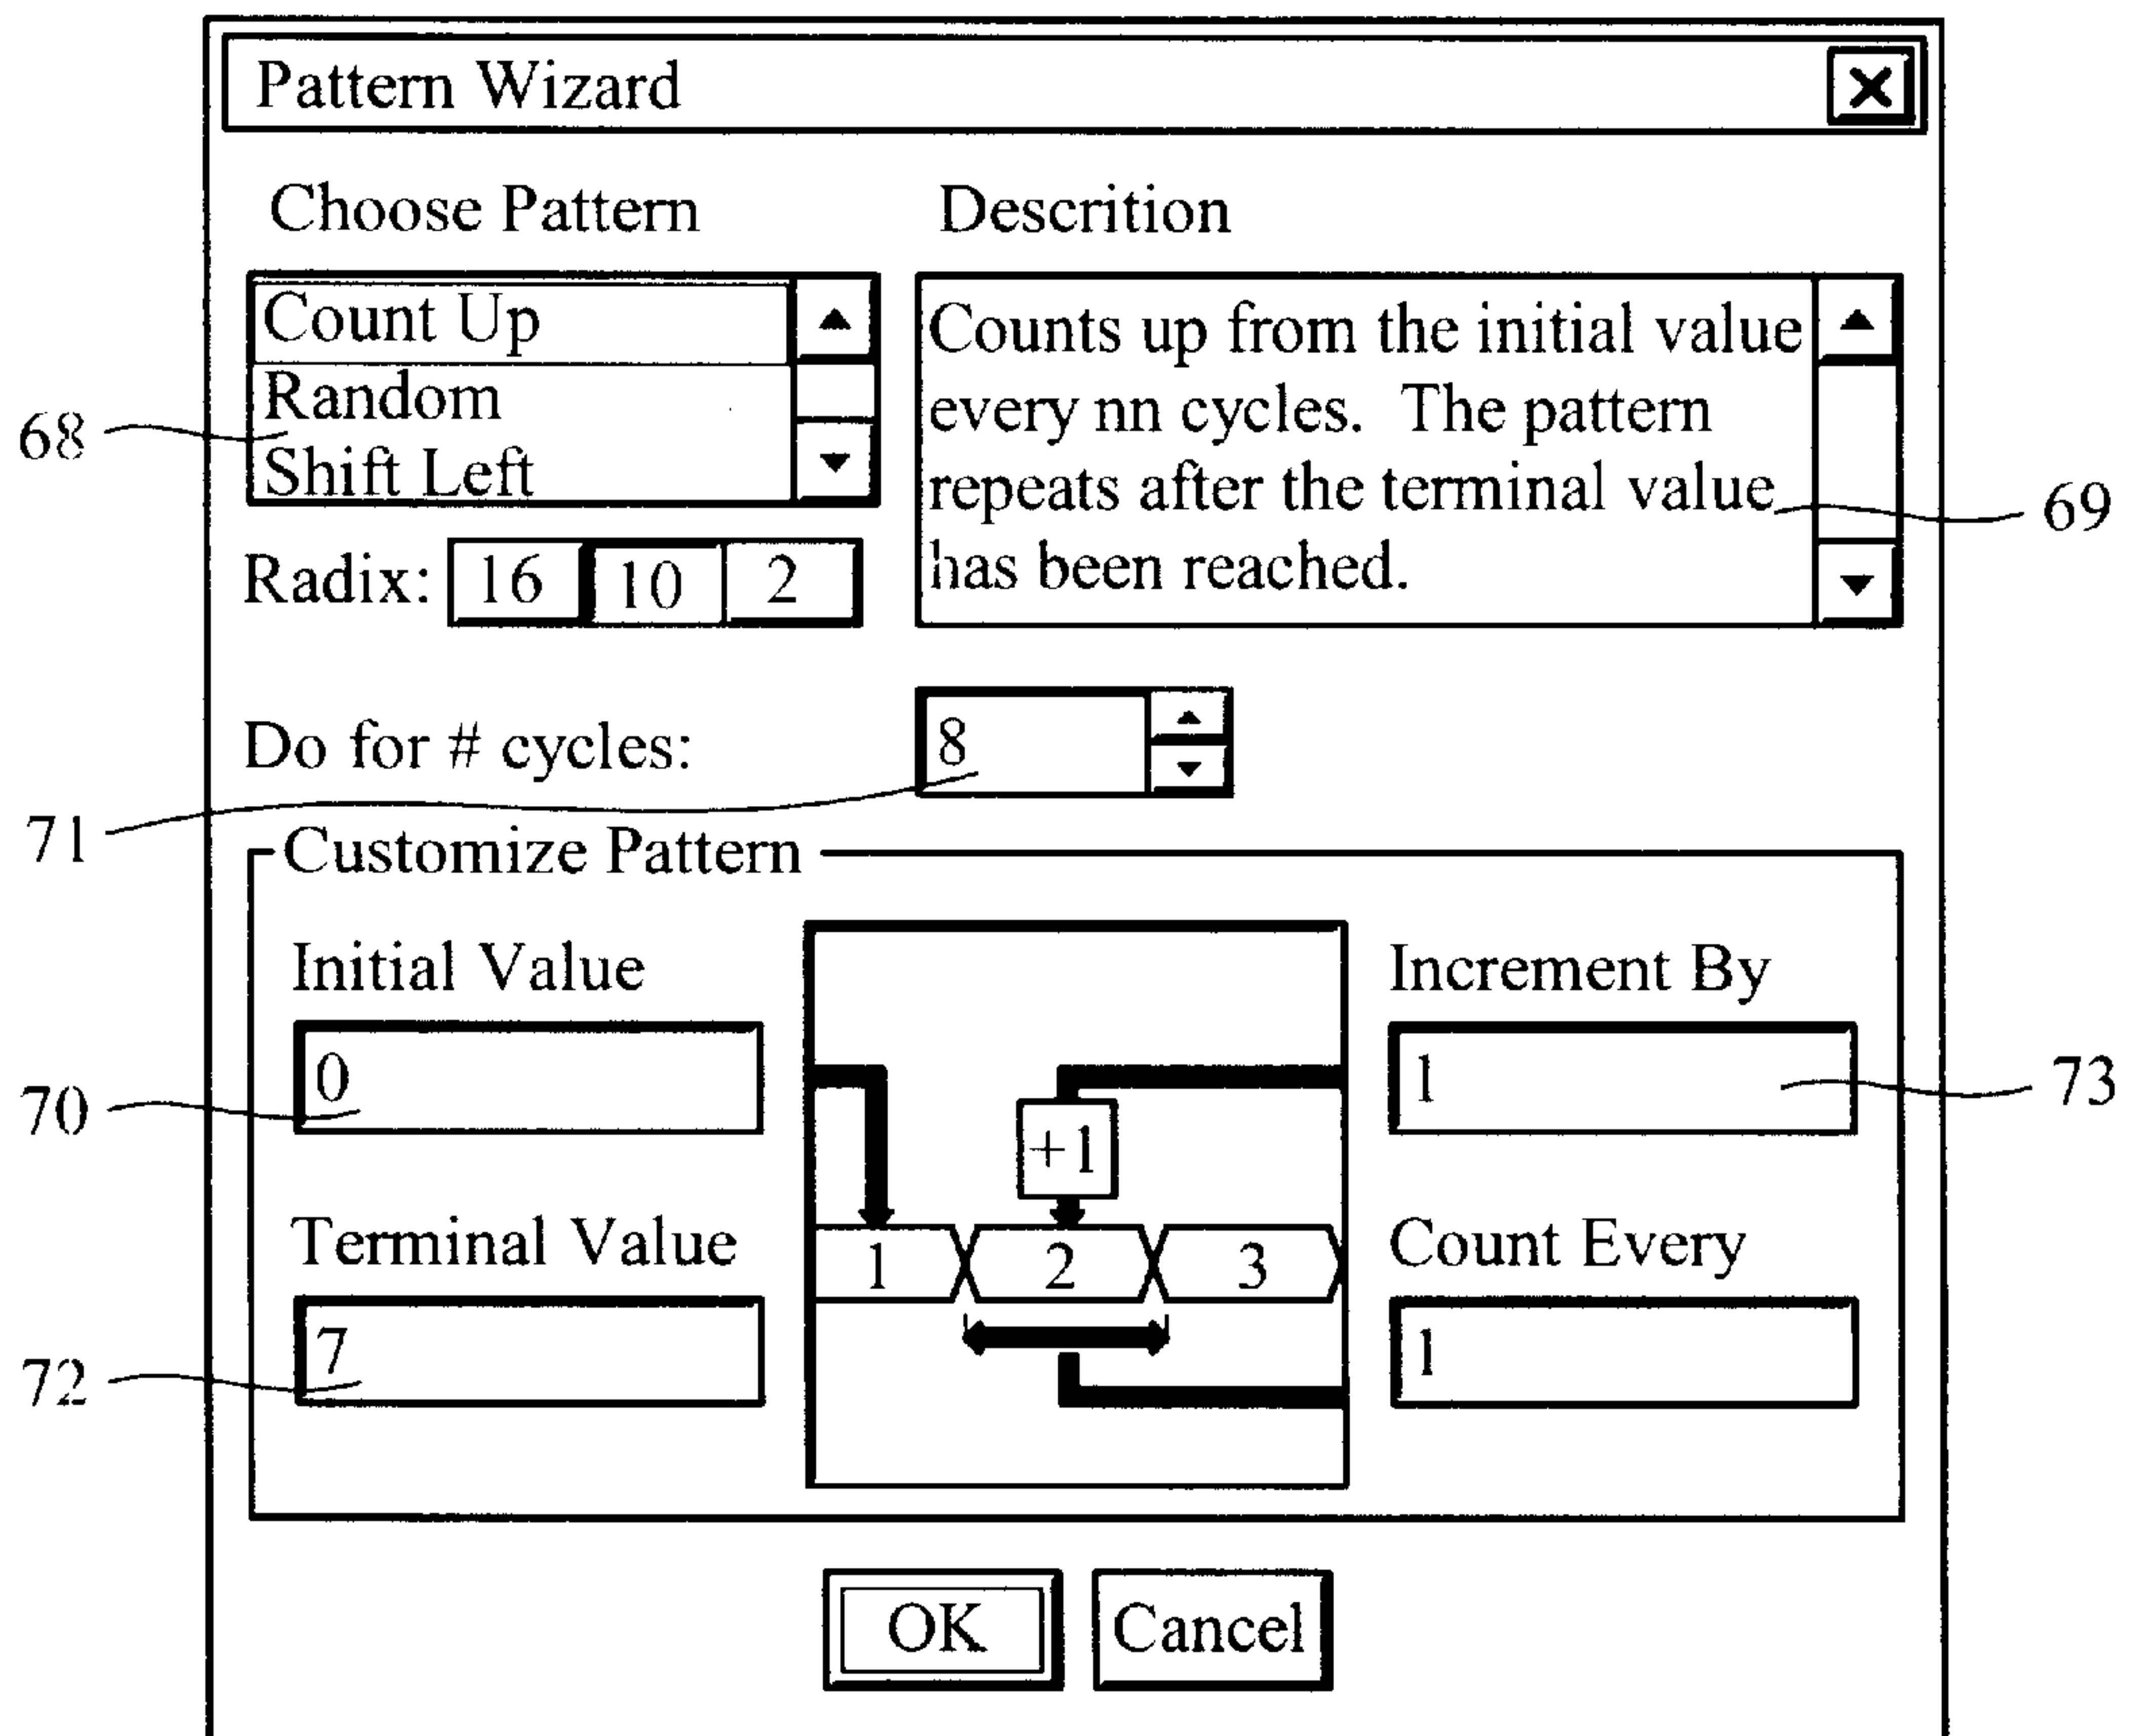 Pattern Wizard
Choose Pattern
Count Up
Random
Shift Left
68
Radix: 16 10 2
Descrition
Counts up from the initial value
every nn cycles. The pattern
repeats after the terminal value
has been reached.
69
Do for # cycles: 8
71
Customize Pattern
Initial Value
0
70
Terminal Value
7
72
+1
1 2 3
Increment By
1
73
Count Every
1
OK Cancel